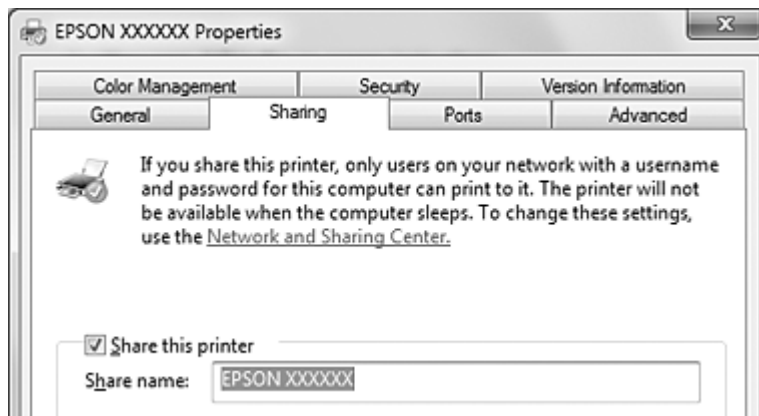 EPSON XXXXXX Properties
Color Management Security Version Information
General Sharing Ports Advanced
If you share this printer, only users on your network with a username
and password for this computer can print to it. The printer will not
be available when the computer sleeps. To change these settings,
use the Network and Sharing Center.
Share this printer
Share name: EPSON XXXXXX